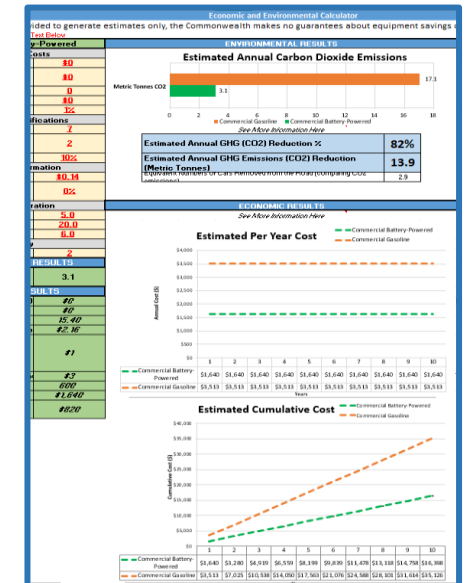 Economic and Environmental Calculator
ided to generate estimates only, the Commonwealth makes no guarantees about equipment savings
Text Below
y-Powered
Costs
$0
$0
0
$0
1%
ifications
7
2
10%
rmation
$0.14
0%
ration
5.0
20.0
6.0
2
RESULTS
3.1
SULTS
$0
$0
15.40
$2.16
$1
$3
600
$1,640
$820
ENVIRONMENTAL RESULTS
Estimated Annual Carbon Dioxide Emissions
17.1
Metric Tonnes CO2
3.1
0 2 4 6 8 10 12 14 16 18
Commercial Gasoline Commercial Battery-Powered
See More Information Here
Estimated Annual GHG (CO2) Reduction % 82%
Estimated Annual GHG Emissions (CO2) Reduction (Metric Tonnes) 13.9
Equivalent Numbers of Cars Removed from the Road (comparing CO2 emissions) 2.9
ECONOMIC RESULTS
See More Information Here
Estimated Per Year Cost
Commercial Battery-Powered
Commercial Gasoline
$4,000
$3,500
$3,000
$2,500
$2,000
$1,500
$1,000
$500
$0
Annual Cost ($)
1 2 3 4 5 6 7 8 9 10
Commercial Battery-Powered $1,640 $1,640 $1,640 $1,640 $1,640 $1,640 $1,640 $1,640 $1,640 $1,640
Commercial Gasoline $3,513 $3,513 $3,513 $3,513 $3,513 $3,513 $3,513 $3,513 $3,513 $3,513
Years
Estimated Cumulative Cost
Commercial Battery-Powered
Commercial Gasoline
$40,000
$35,000
$30,000
$25,000
$20,000
$15,000
$10,000
$5,000
$0
Cumulative Cost ($)
1 2 3 4 5 6 7 8 9 10
Commercial Battery-Powered $1,640 $3,280 $4,919 $6,559 $8,199 $9,839 $11,478 $13,118 $14,758 $16,398
Commercial Gasoline $3,513 $7,025 $10,538 $14,050 $17,563 $21,076 $24,588 $28,101 $31,614 $35,126